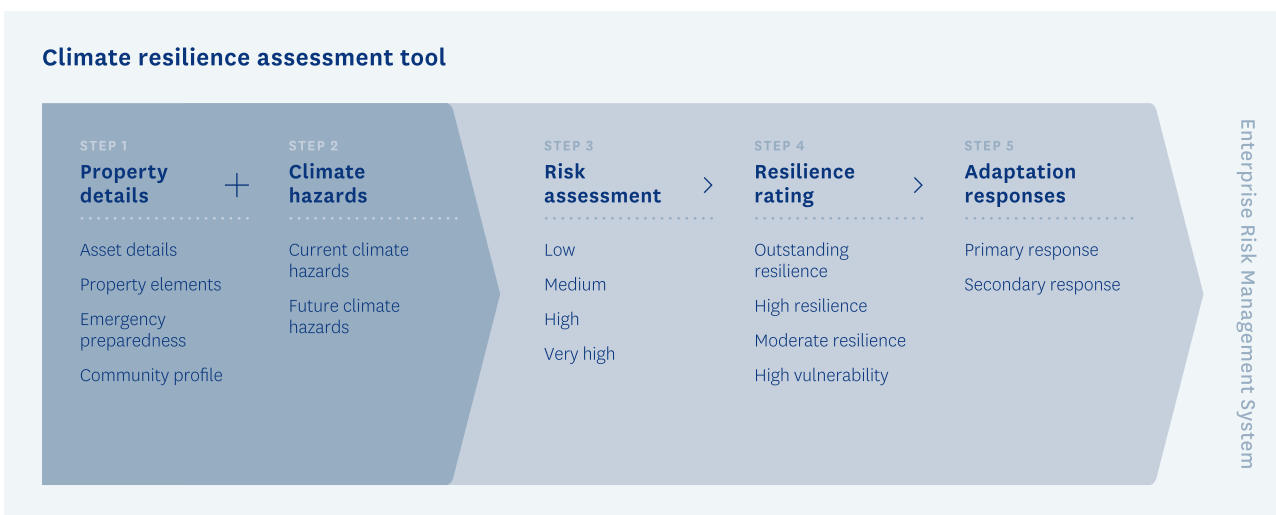 Climate resilience assessment tool
STEP 1
Property
details
Asset details
Property elements
Emergency
preparedness
Community profile
STEP 2
Climate
hazards
Current climate
hazards
Future climate
hazards
STEP 3
Risk
assessment
Low
Medium
High
Very high
STEP 4
Resilience
rating
Outstanding
resilience
High resilience
Moderate resilience
High vulnerability
STEP 5
Adaptation
responses
Primary response
Secondary response
Enterprise Risk Management System